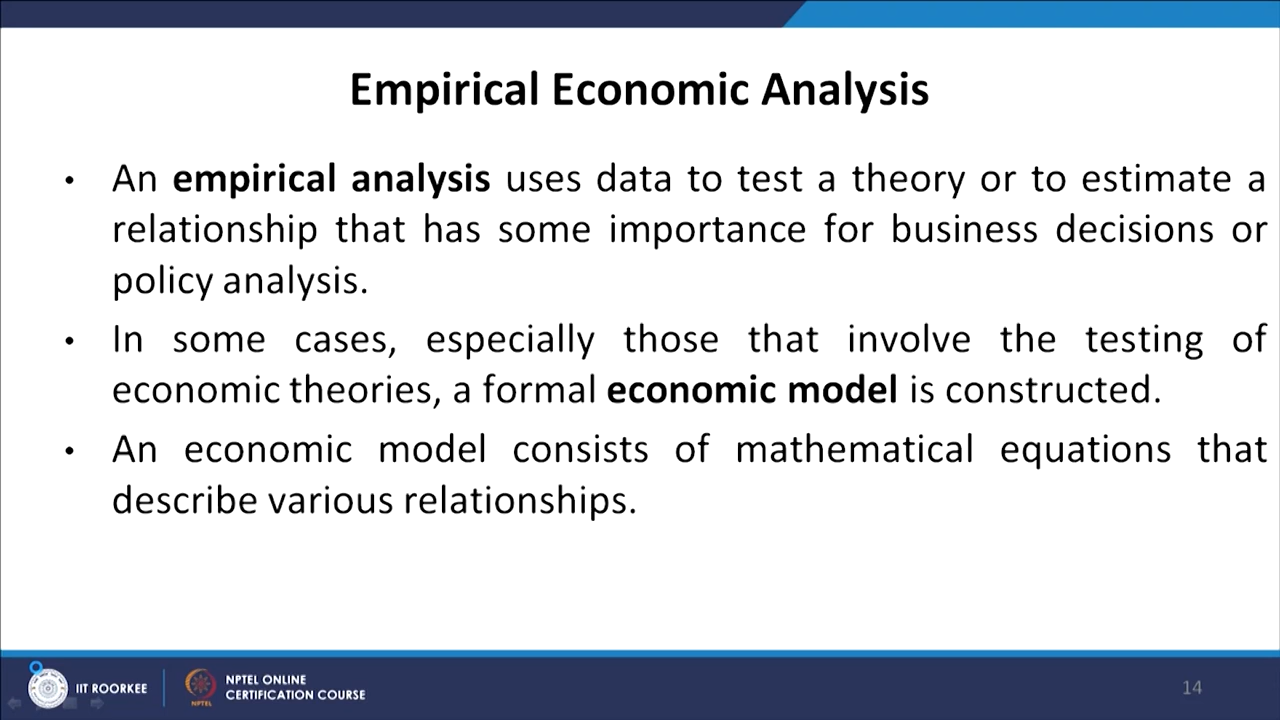 Empirical Economic Analysis
• An empirical analysis uses data to test a theory or to estimate a
relationship that has some importance for business decisions or
policy analysis.
• In some cases, especially those that involve the testing of
economic theories, a formal economic model is constructed.
• An economic model consists of mathematical equations that
describe various relationships.
IIT ROORKEE
NPTEL
NPTEL ONLINE
CERTIFICATION COURSE
14